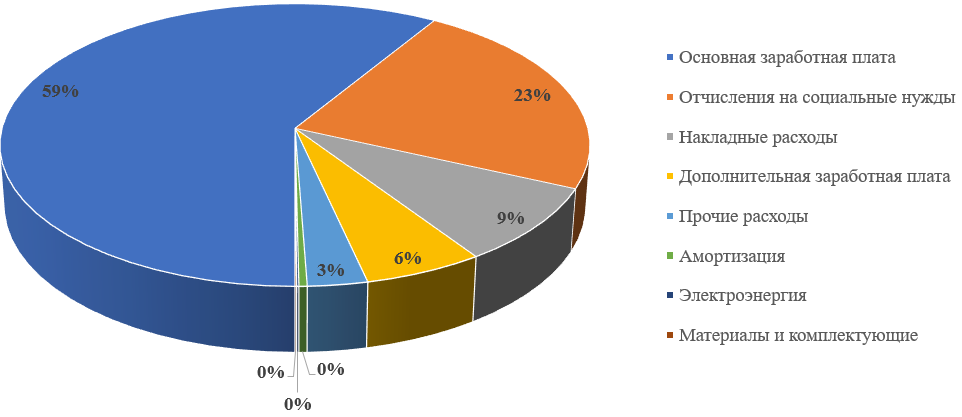 59%
23%
9%
6%
3%
0%
0%
0%
Основная заработная плата
Отчисления на социальные нужды
Накладные расходы
Дополнительная заработная плата
Прочие расходы
Амортизация
Электроэнергия
Материалы и комплектующие